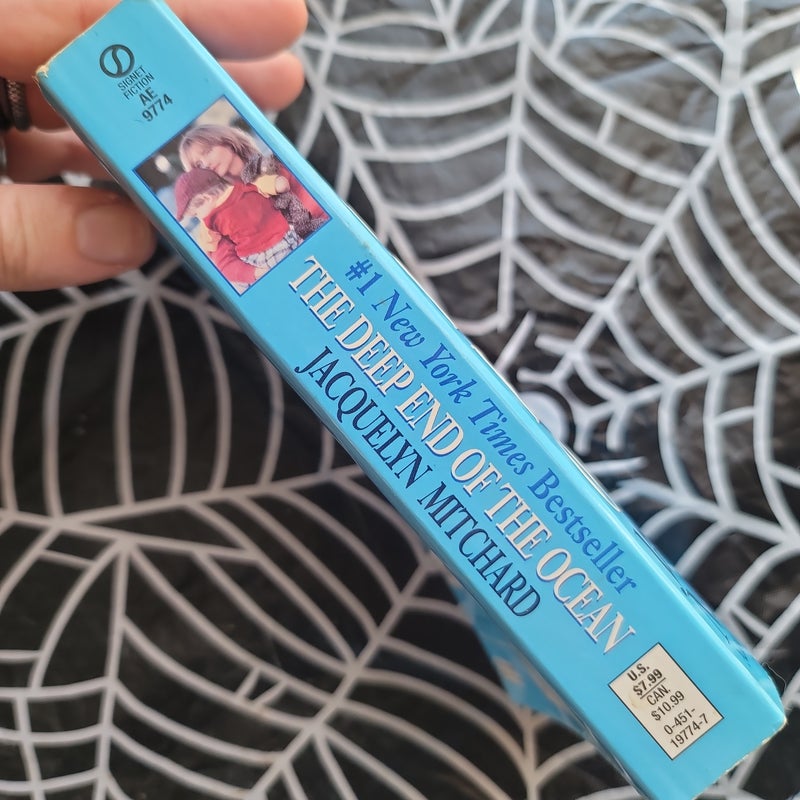 SIGNET
FICTION
AE
9774
#1 New York Times Bestseller
THE DEEP END OF THE OCEAN
JACQUELYN MITCHARD
U.S.
$7.99
CAN.
$10.99
0-451-
19774-7